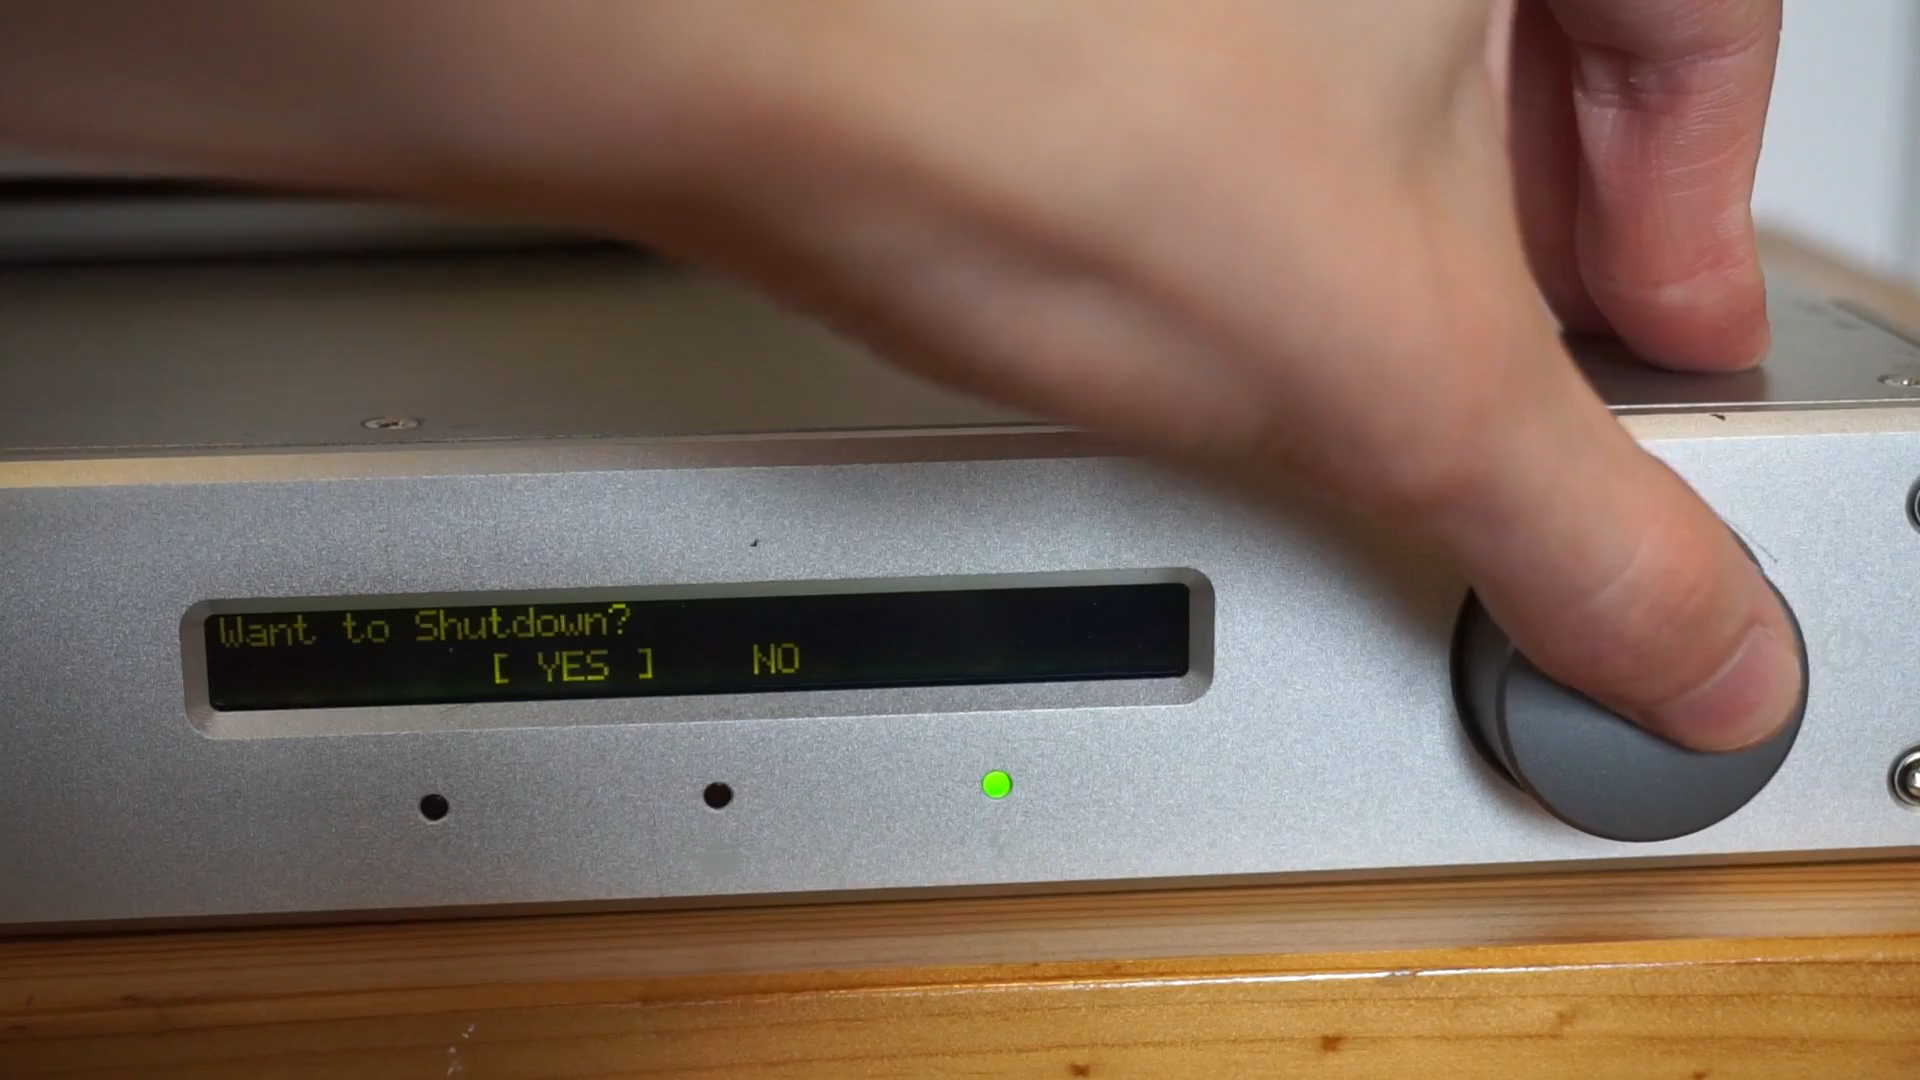 Want to Shutdown?
[ YES ] NO